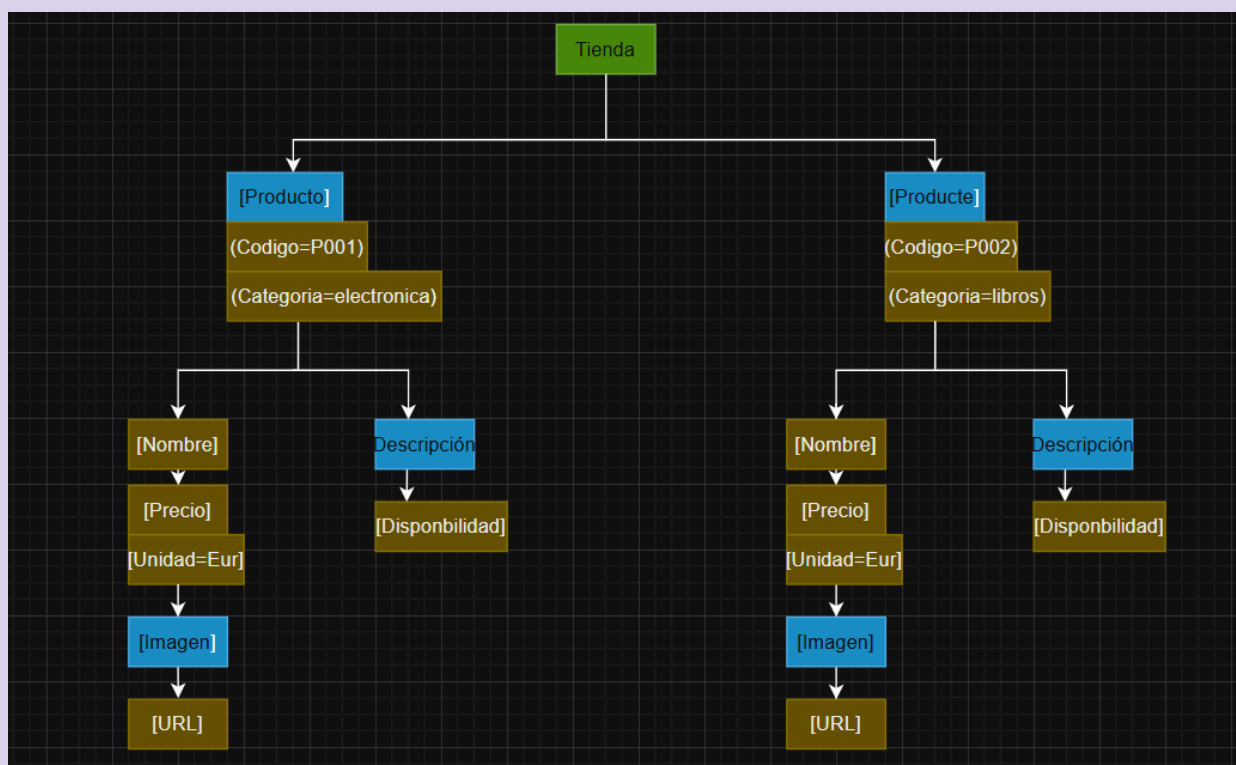 Tienda
[Producto]
(Codigo=P001)
(Categoria=electronica)
[Nombre]
[Precio]
[Unidad=Eur]
[Imagen]
[URL]
Descripción
[Disponbilidad]
[Producte]
(Codigo=P002)
(Categoria=libros)
[Nombre]
[Precio]
[Unidad=Eur]
[Imagen]
[URL]
Descripción
[Disponbilidad]